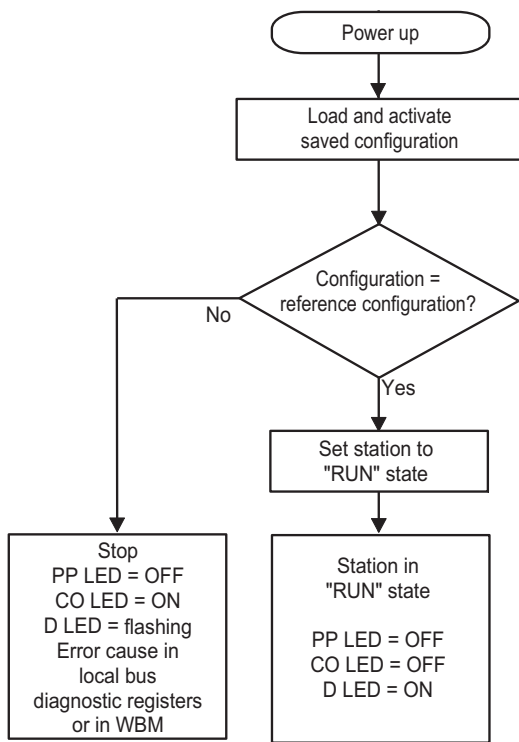 Power up
Load and activate
saved configuration
Configuration =
reference configuration?
No
Yes
Set station to
"RUN" state
Stop
PP LED = OFF
CO LED = ON
D LED = flashing
Error cause in
local bus
diagnostic registers
or in WBM
Station in
"RUN" state
PP LED = OFF
CO LED = OFF
D LED = ON